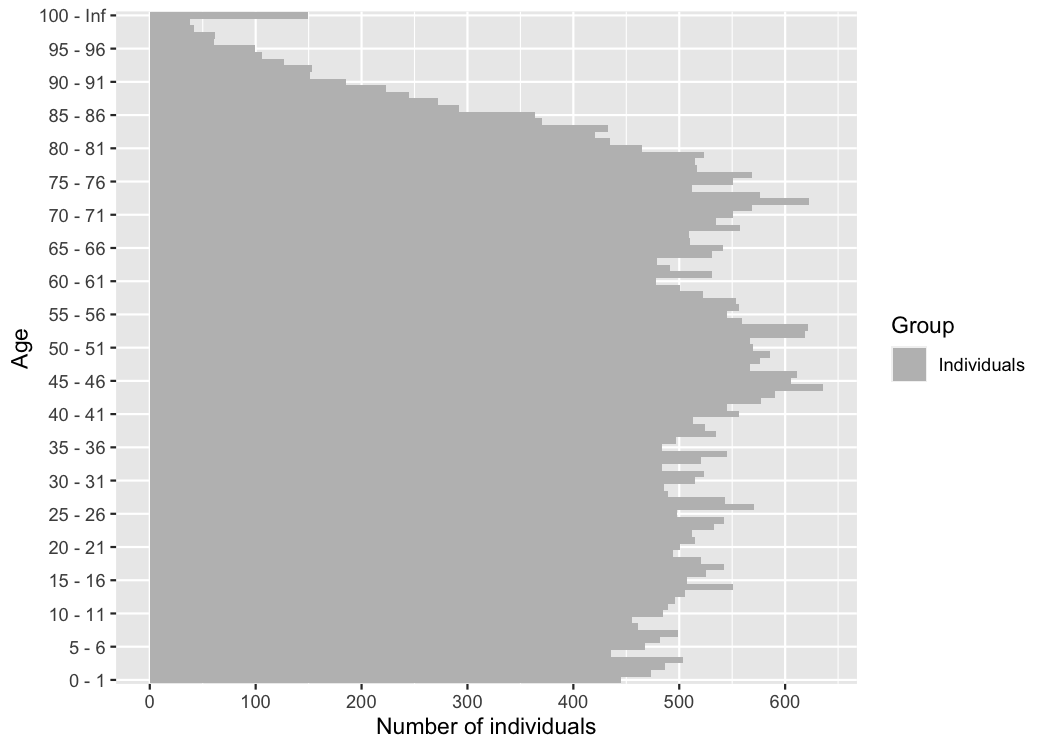 100 - Inf
95 - 96
90 - 91
85 - 86
80 - 81
75 - 76
70 - 71
65 - 66
60 - 61
55 - 56
50 - 51
45 - 46
40 - 41
35 - 36
30 - 31
25 - 26
20 - 21
15 - 16
10 - 11
5 - 6
0 - 1
Age
0 100 200 300 400 500 600
Number of individuals
Group
Individuals